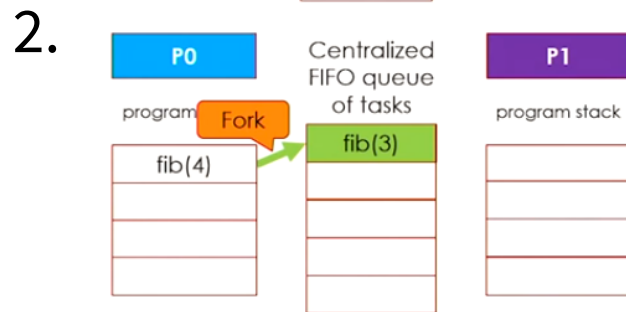 2.
P0
Centralized
FIFO queue
of tasks
P1
program
Fork
program stack
fib(4)
fib(3)